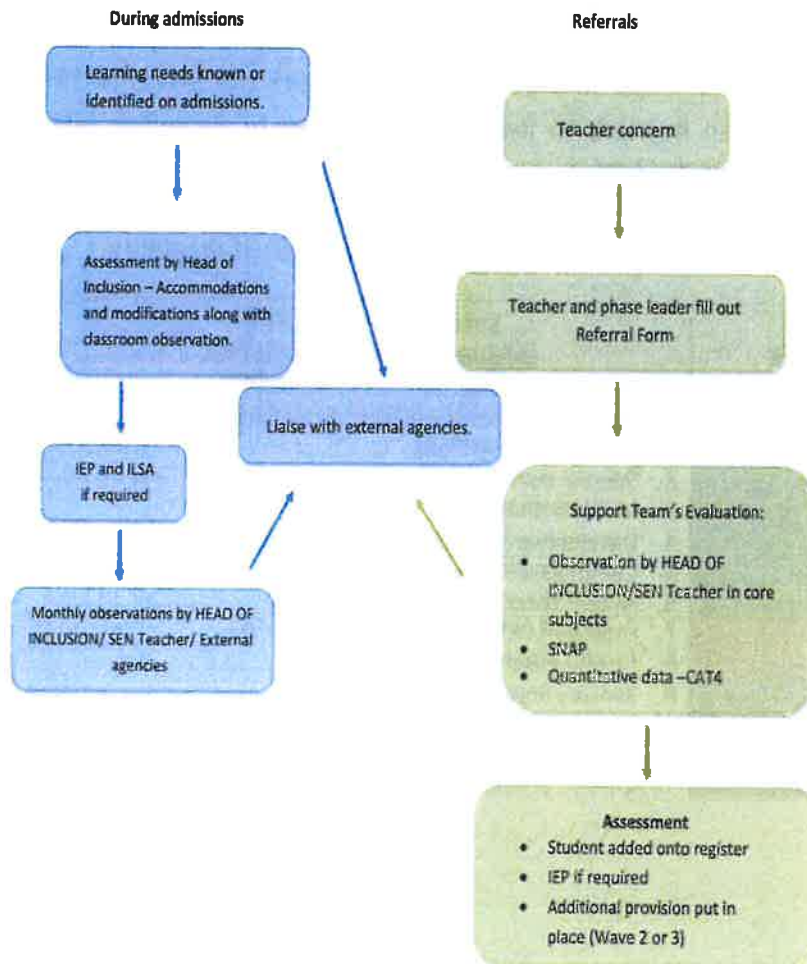 During admissions
Learning needs known or
identified on admissions.
Assessment by Head of
Inclusion – Accommodations
and modifications along with
classroom observation.
IEP and ILSA
if required
Monthly observations by HEAD OF
INCLUSION/ SEN Teacher/ External
agencies
Liaise with external agencies.
Referrals
Teacher concern
Teacher and phase leader fill out
Referral Form
Support Team's Evaluation:
• Observation by HEAD OF
INCLUSION/SEN Teacher in core
subjects
• SNAP
• Quantitative data –CAT4
Assessment
• Student added onto register
• IEP if required
• Additional provision put in
place (Wave 2 or 3)